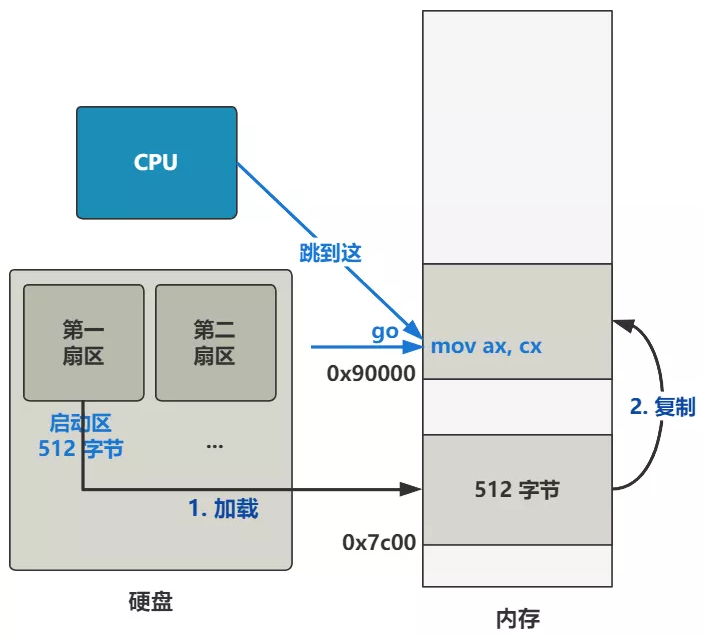 CPU
跳到这
第一
扇区
第二
扇区
go
mov ax, cx
0x90000
启动区
512 字节
...
2. 复制
512 字节
1. 加载
0x7c00
硬盘
内存